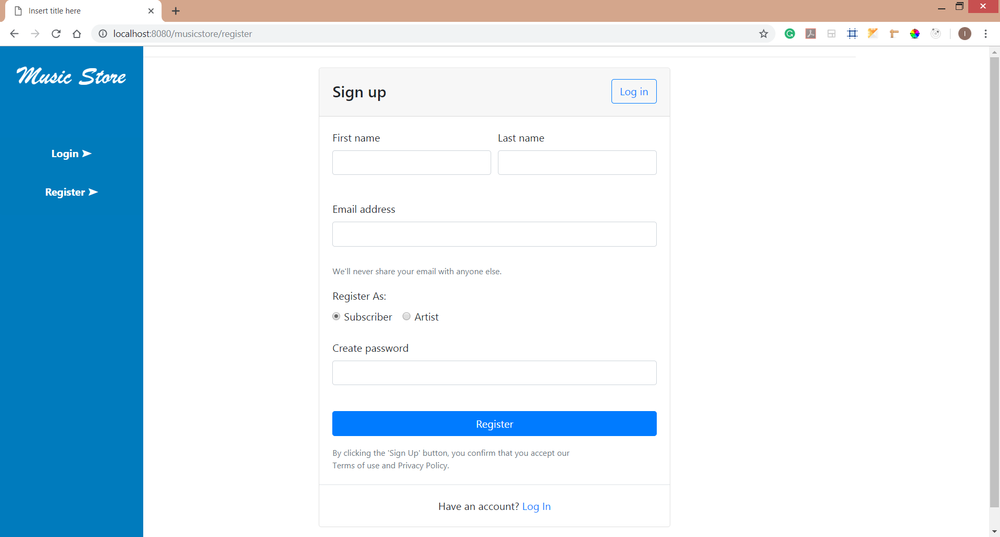 Insert title here
localhost:8080/musicstore/register
I
Music Store
Login ➤
Register ➤
Sign up
Log in
First name
Last name
Email address
We'll never share your email with anyone else.
Register As:
Subscriber
Artist
Create password
Register
By clicking the 'Sign Up' button, you confirm that you accept our
Terms of use and Privacy Policy.
Have an account? Log In